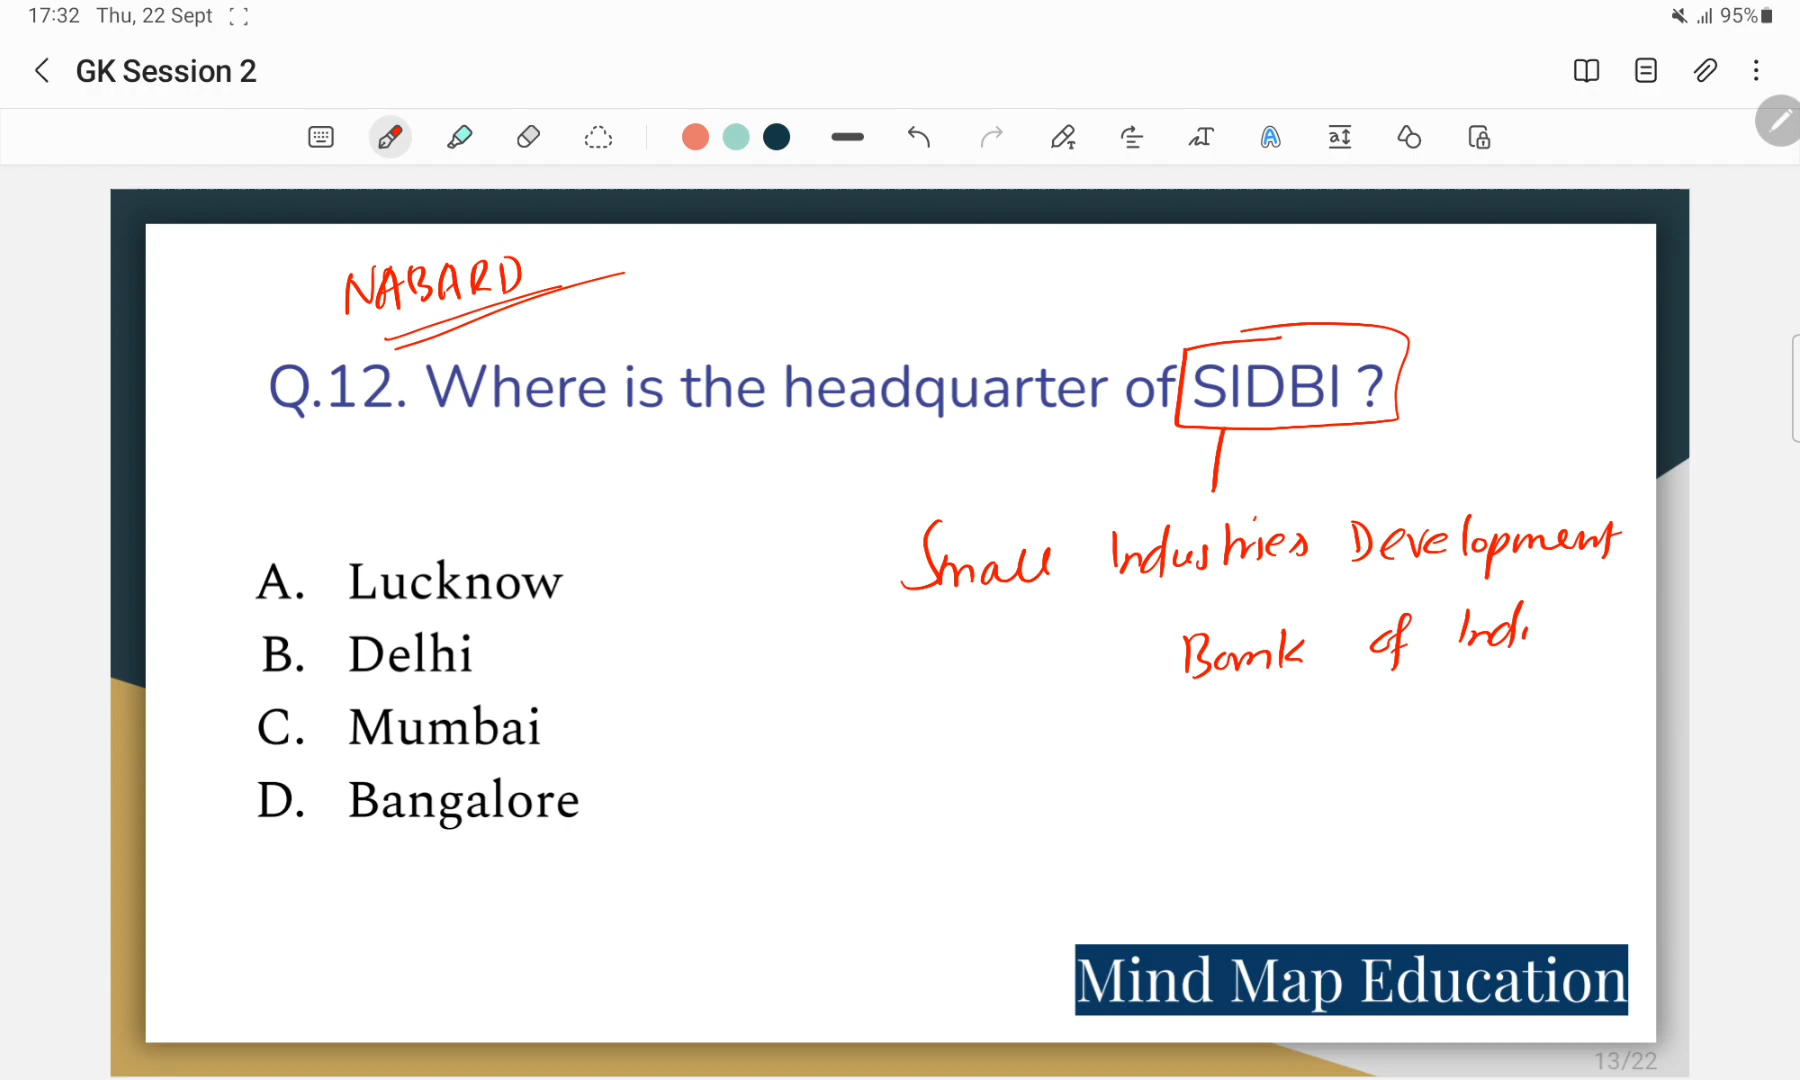 17:32 Thu, 22 Sept 95%
GK Session 2
NABARD
Q.12. Where is the headquarter of SIDBI ?
Small Industries Development
Bank of Indi
A. Lucknow
B. Delhi
C. Mumbai
D. Bangalore
Mind Map Education
13/22